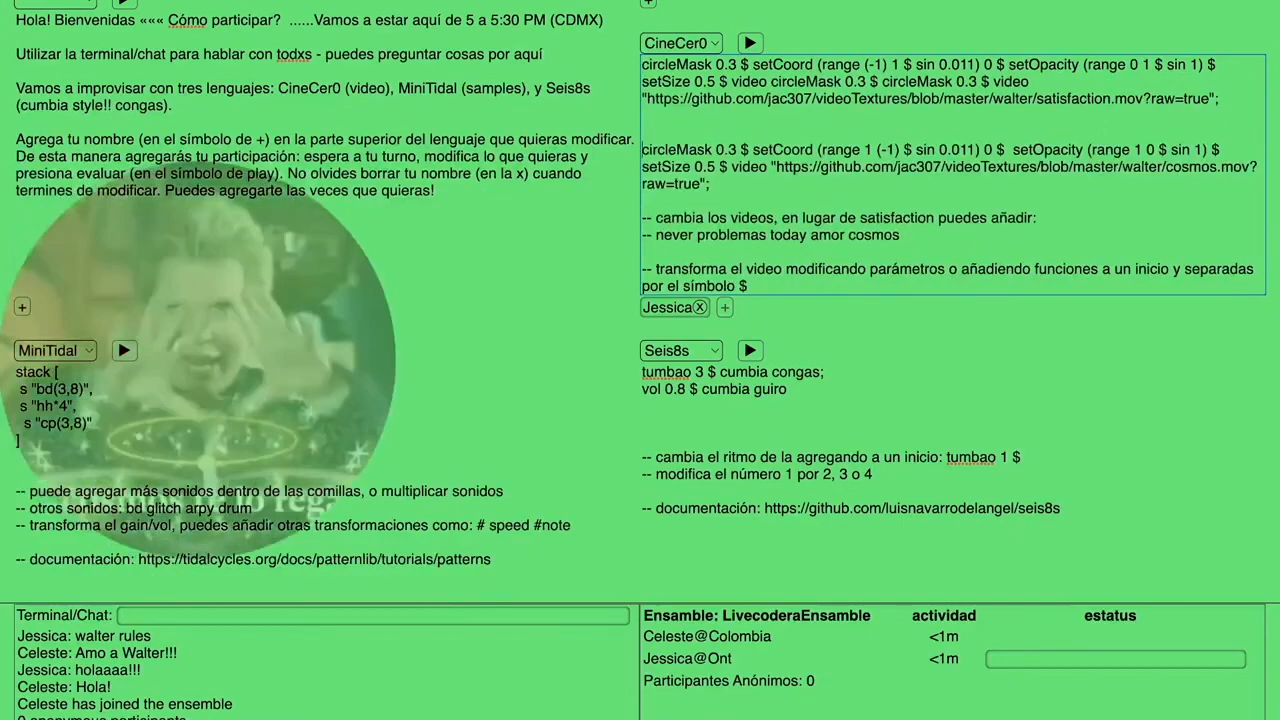 Hola! Bienvenidas ««« Cómo participar?  ......Vamos a estar aquí de 5 a 5:30 PM (CDMX)
Utilizar la terminal/chat para hablar con todxs - puedes preguntar cosas por aquí
Vamos a improvisar con tres lenguajes: CineCer0 (video), MiniTidal (samples), y Seis8s
(cumbia style!! congas).
Agrega tu nombre (en el símbolo de +) en la parte superior del lenguaje que quieras modificar.
De esta manera agregarás tu participación: espera a tu turno, modifica lo que quieras y
presiona evaluar (en el símbolo de play). No olvides borrar tu nombre (en la x) cuando
termines de modificar. Puedes agregarte las veces que quieras!
+
MiniTidal
stack [
s "bd(3,8)",
s "hh*4",
s "cp(3,8)"
]
-- puede agregar más sonidos dentro de las comillas, o multiplicar sonidos
-- otros sonidos: bd glitch arpy drum
-- transforma el gain/vol, puedes añadir otras transformaciones como: # speed #note
-- documentación: https://tidalcycles.org/docs/patternlib/tutorials/patterns
CineCer0
circleMask 0.3 $ setCoord (range (-1) 1 $ sin 0.011) 0 $ setOpacity (range 0 1 $ sin 1) $
setSize 0.5 $ video circleMask 0.3 $ circleMask 0.3 $ video
"https://github.com/jac307/videoTextures/blob/master/walter/satisfaction.mov?raw=true";
circleMask 0.3 $ setCoord (range 1 (-1) $ sin 0.011) 0 $  setOpacity (range 1 0 $ sin 1) $
setSize 0.5 $ video "https://github.com/jac307/videoTextures/blob/master/walter/cosmos.mov?
raw=true";
-- cambia los videos, en lugar de satisfaction puedes añadir:
-- never problemas today amor cosmos
-- transforma el video modificando parámetros o añadiendo funciones a un inicio y separadas
por el símbolo $
Jessica X +
Seis8s
tumbao 3 $ cumbia congas;
vol 0.8 $ cumbia guiro
-- cambia el ritmo de la agregando a un inicio: tumbao 1 $
-- modifica el número 1 por 2, 3 o 4
-- documentación: https://github.com/luisnavarrodelangel/seis8s
Terminal/Chat:
Jessica: walter rules
Celeste: Amo a Walter!!!
Jessica: holaaaa!!!
Celeste: Hola!
Celeste has joined the ensemble
0 anonymous participants
Ensamble: LivecoderaEnsamble actividad estatus
Celeste@Colombia <1m
Jessica@Ont <1m
Participantes Anónimos: 0